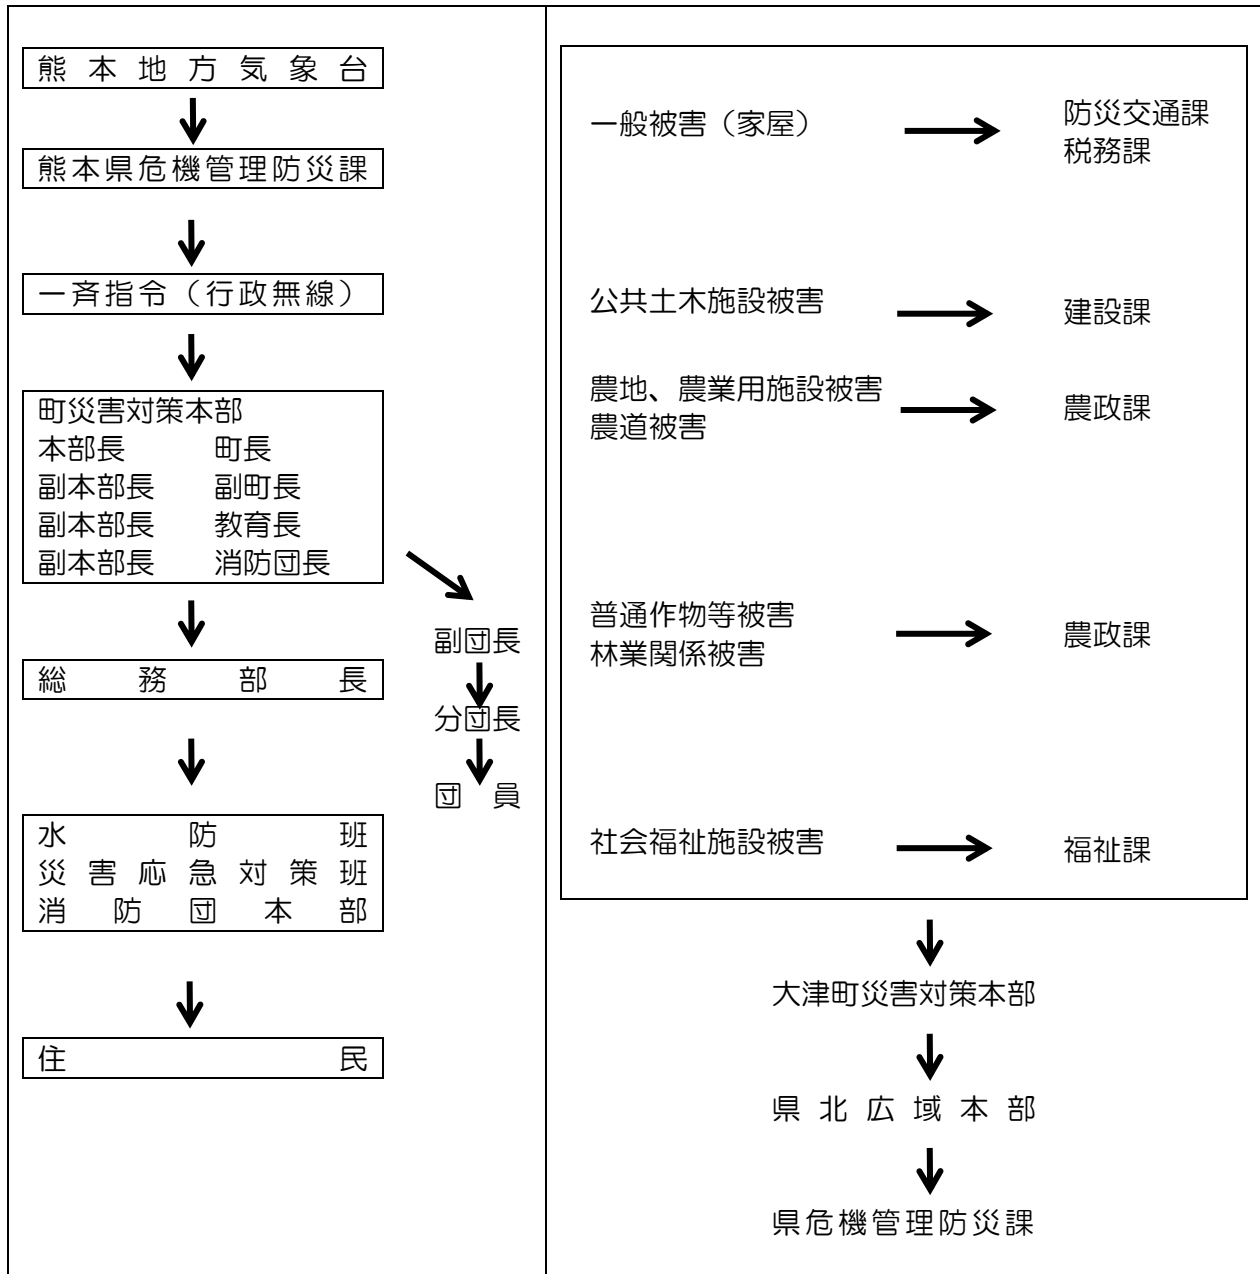 熊本地方気象台
熊本県危機管理防災課
一斉指令（行政無線）
町災害対策本部
本部長　町長
副本部長　副町長
副本部長　教育長
副本部長　消防団長
副団長
分団長
団員
総務部長
水防班
災害応急対策班
消防団本部
住民
一般被害（家屋）
防災交通課
税務課
公共土木施設被害
建設課
農地、農業用施設被害
農道被害
農政課
普通作物等被害
林業関係被害
農政課
社会福祉施設被害
福祉課
大津町災害対策本部
県北広域本部
県危機管理防災課